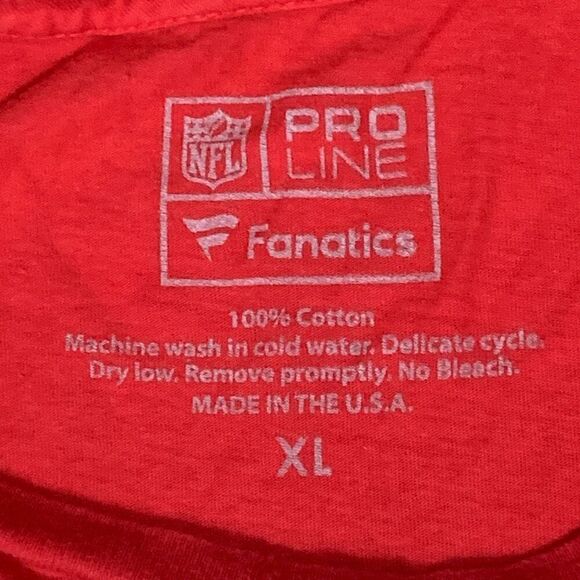 NFL
PRO
LINE
Fanatics
100% Cotton
Machine wash in cold water. Delicate cycle.
Dry low. Remove promptly. No Bleach.
MADE IN THE U.S.A.
XL